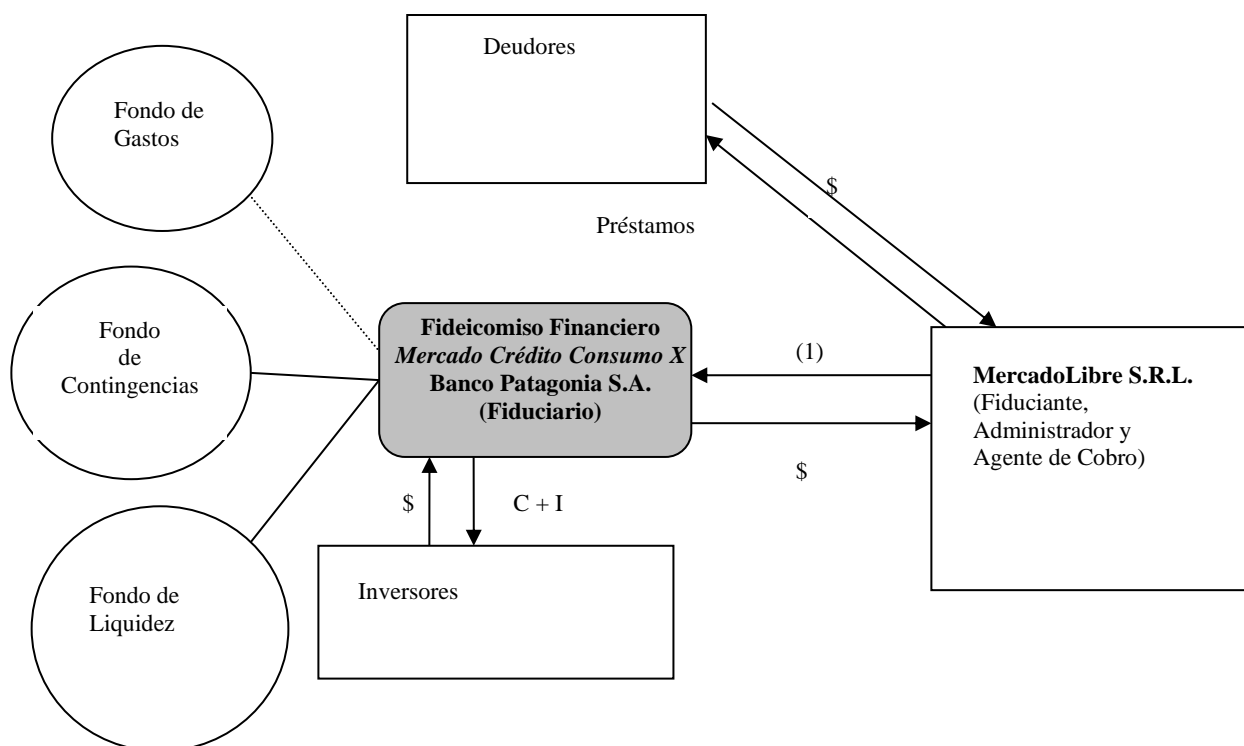 Deudores
Fondo de
Gastos
$
Préstamos
Fondo
de
Contingencias
Fideicomiso Financiero
Mercado Crédito Consumo X
Banco Patagonia S.A.
(Fiduciario)
(1)
MercadoLibre S.R.L.
(Fiduciante,
Administrador y
Agente de Cobro)
$
$
C + I
Fondo de
Liquidez
Inversores